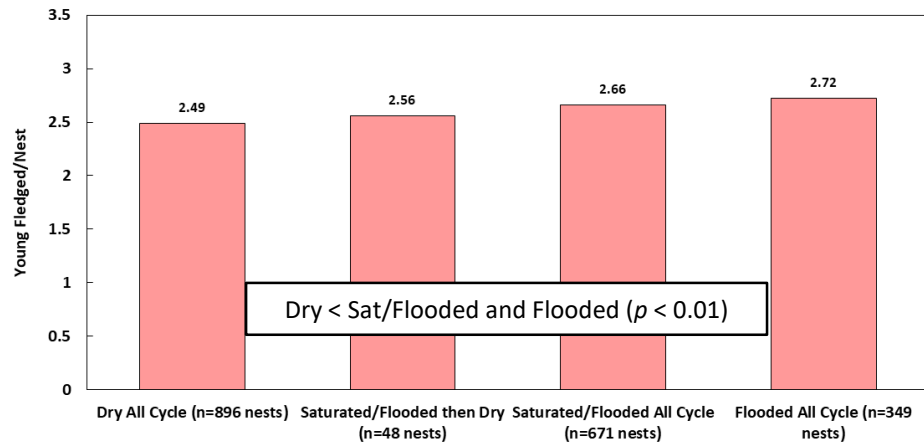 3.5
3
2.5
2
1.5
1
0.5
0
Young Fledged/Nest
2.49
2.56
2.66
2.72
Dry < Sat/Flooded and Flooded (p < 0.01)
Dry All Cycle (n=896 nests)
Saturated/Flooded then Dry
(n=48 nests)
Saturated/Flooded All Cycle
(n=671 nests)
Flooded All Cycle (n=349
nests)